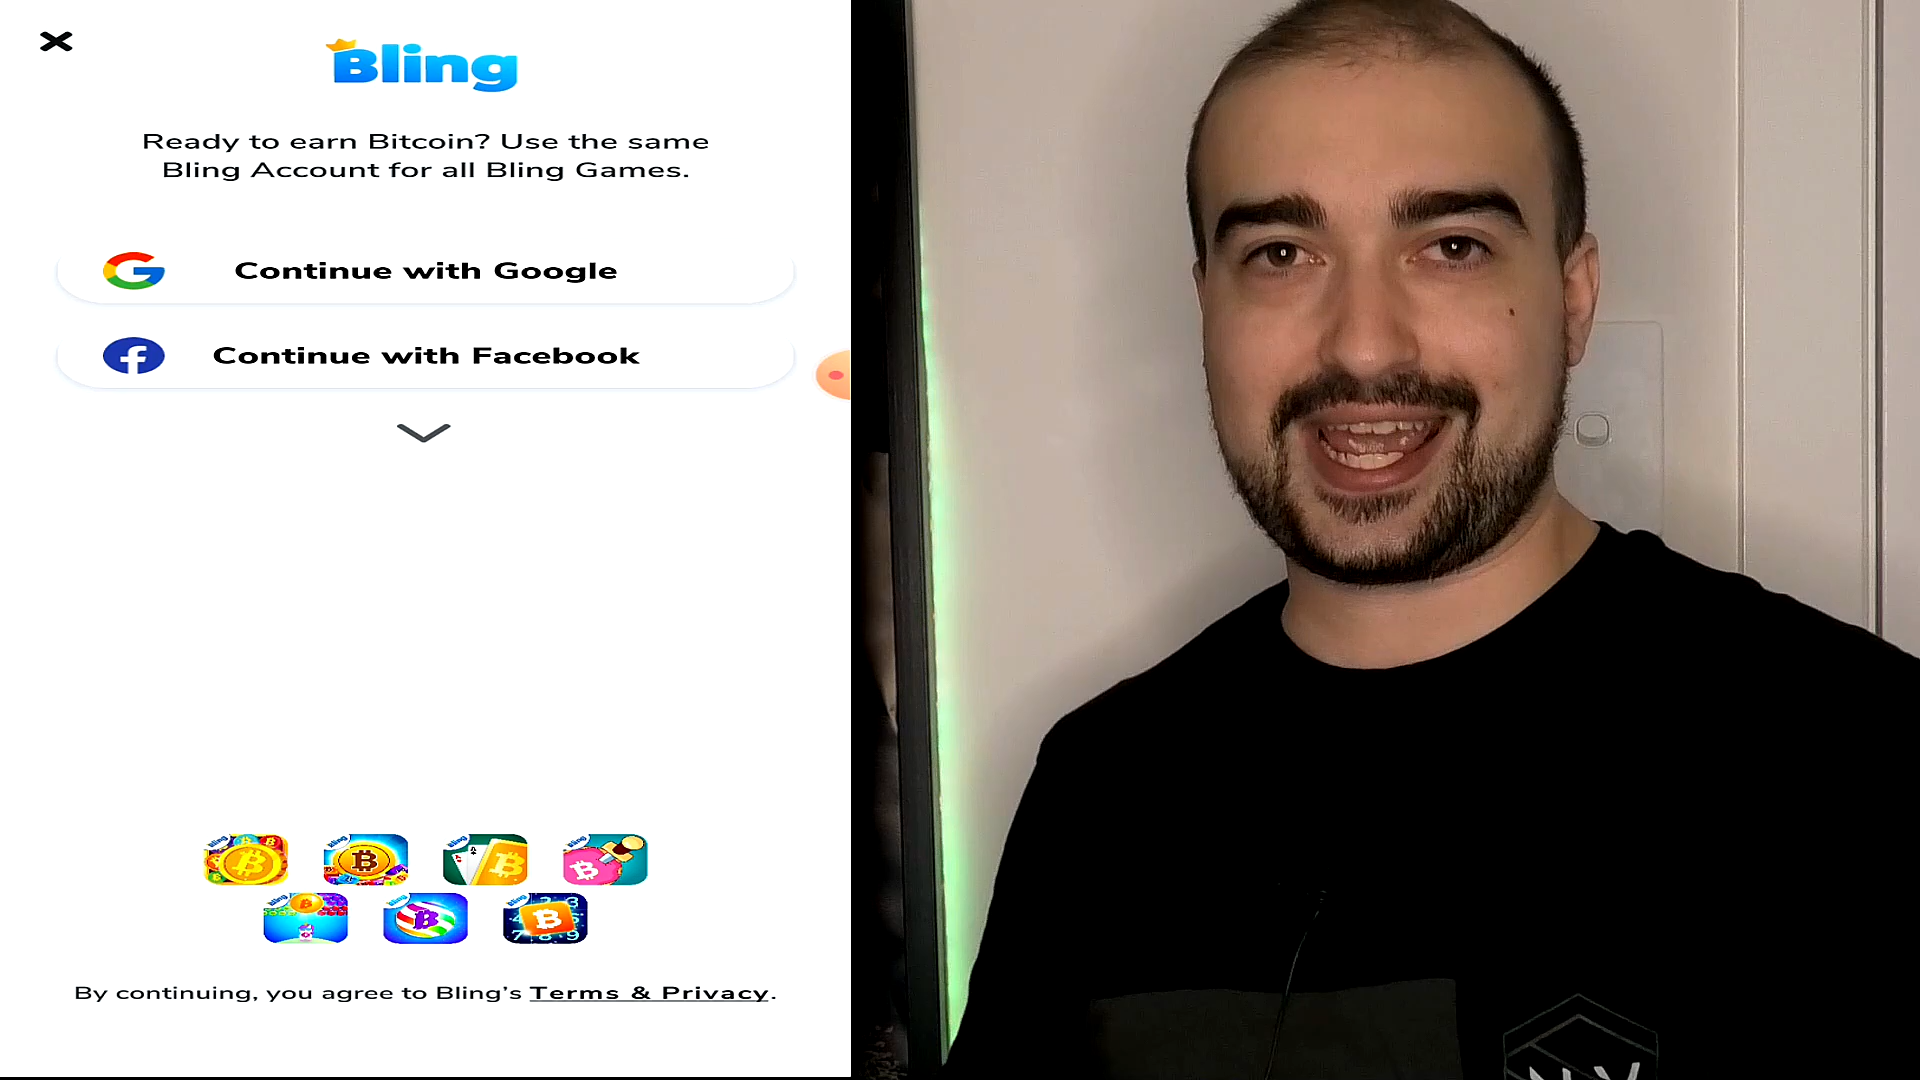 Bling
Ready to earn Bitcoin? Use the same
Bling Account for all Bling Games.
Continue with Google
Continue with Facebook
By continuing, you agree to Bling's Terms & Privacy.